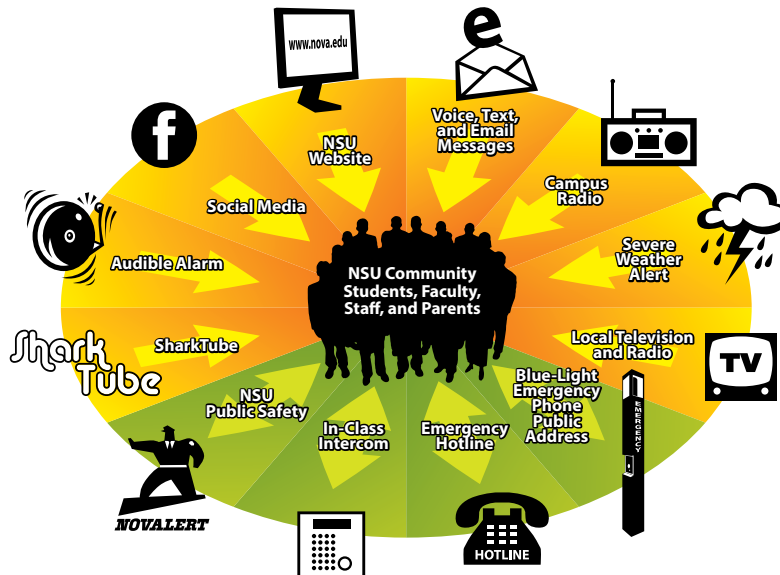 www.nova.edu
e
Voice, Text,
and Email
Messages
NSU
Website
f
Campus
Radio
Social Media
Severe
Weather
Alert
Audible Alarm
NSU Community
Students, Faculty,
Staff, and Parents
Shark
Tube
SharkTube
Local Television
and Radio
TV
NSU
Public Safety
In-Class
Intercom
Emergency
Hotline
Blue-Light
Emergency
Phone
Public
Address
EMERGENCY
NOVALERT
HOTLINE